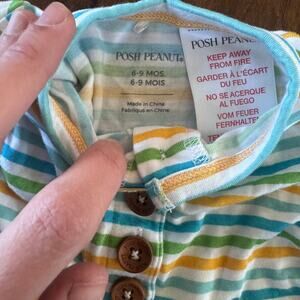 POSH PEANUT
6-9 MOS
6-9 MOIS
Made in China
Fabriqué en Chine
POSH PEANUT
KEEP AWAY
FROM FIRE
GARDER À L'ÉCART
DU FEU
NO SE ACERQUE
AL FUEGO
VOM FEUER
FERNHALTEN